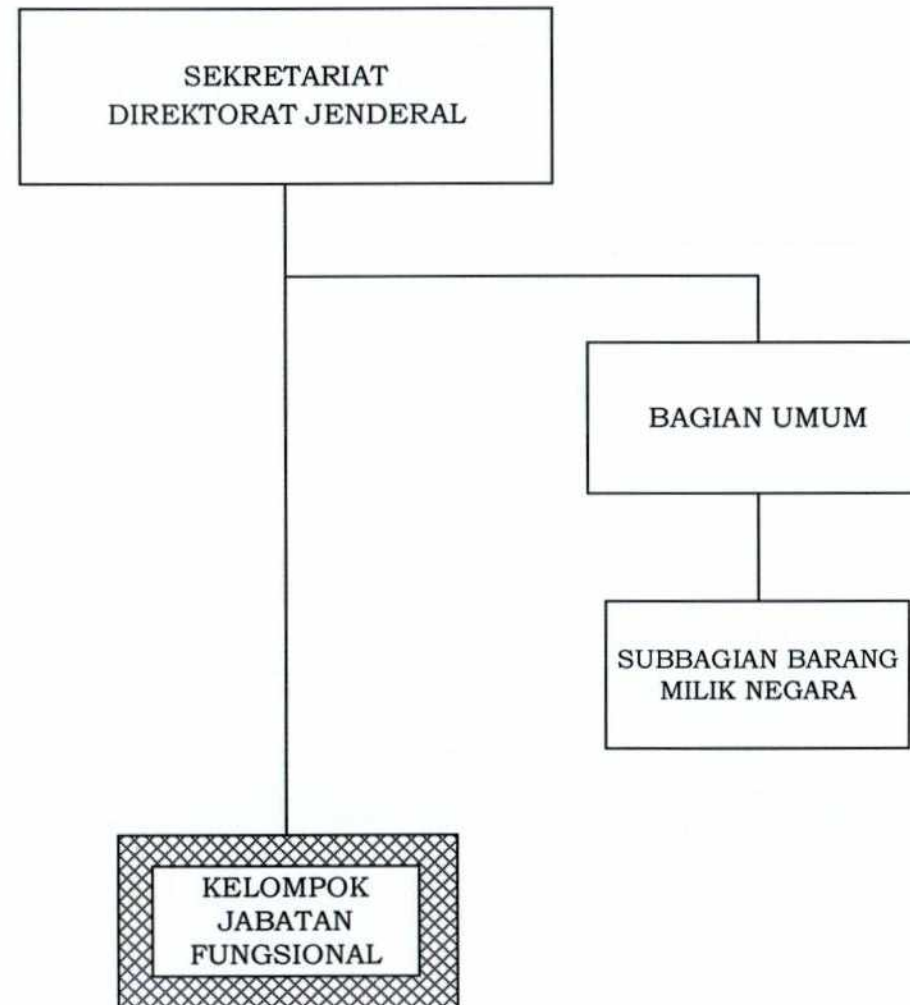 SEKRETARIAT
DIREKTORAT JENDERAL
BAGIAN UMUM
SUBBAGIAN BARANG
MILIK NEGARA
KELOMPOK
JABATAN
FUNGSIONAL